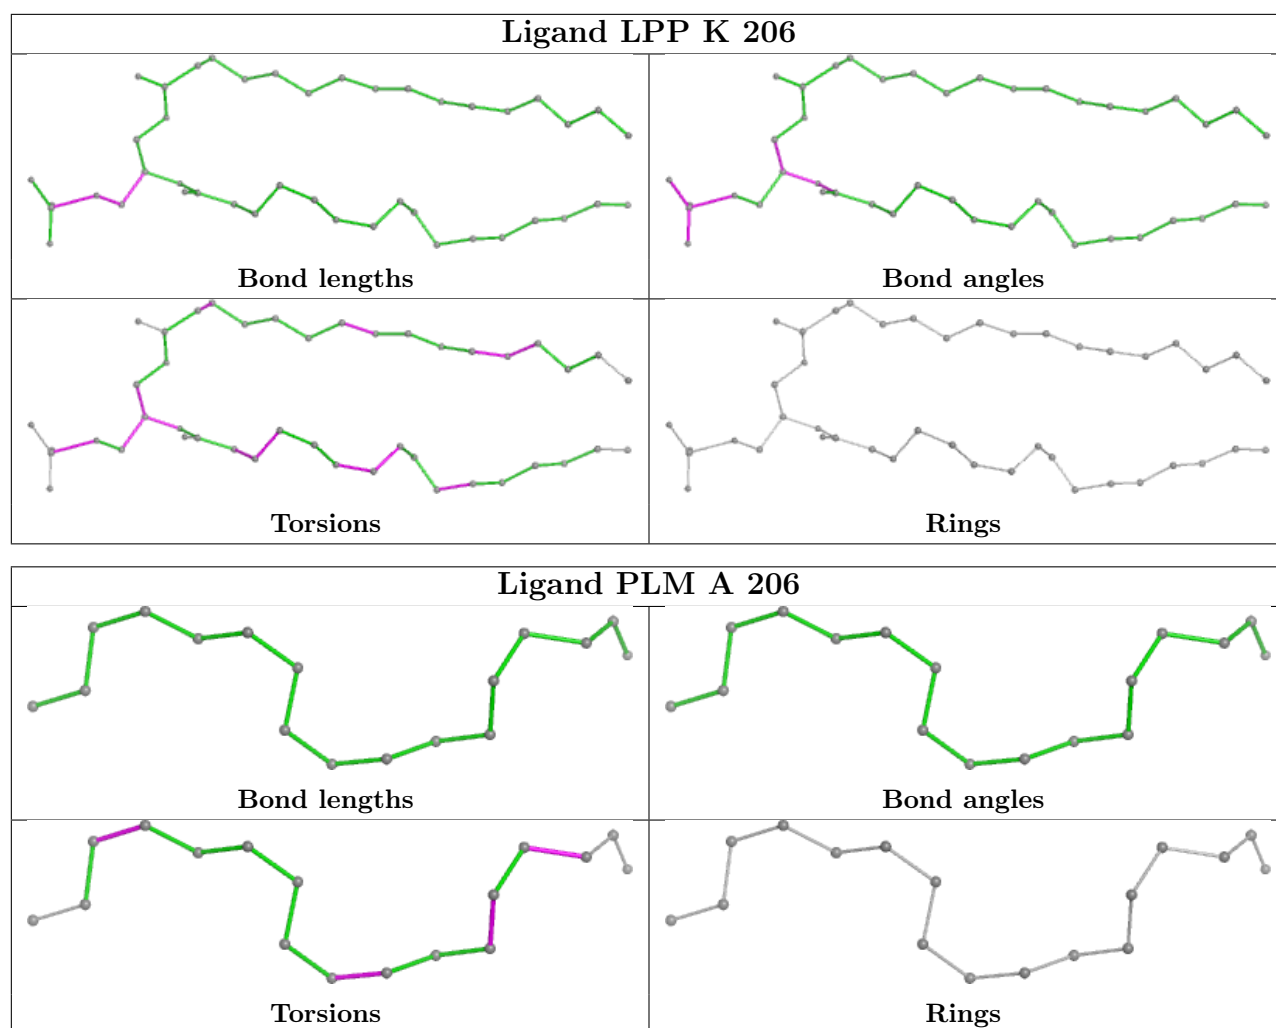 Ligand LPP K 206
Bond lengths
Bond angles
Torsions
Rings
Ligand PLM A 206
Bond lengths
Bond angles
Torsions
Rings